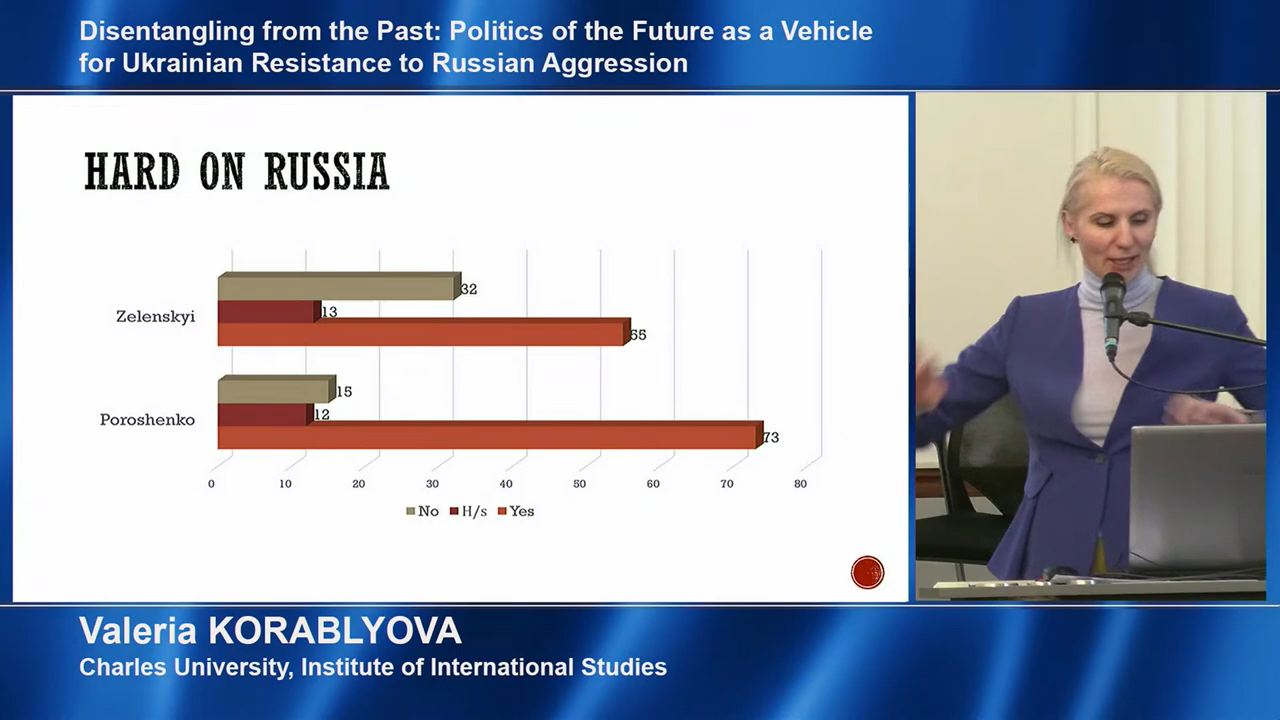 Disentangling from the Past: Politics of the Future as a Vehicle
for Ukrainian Resistance to Russian Aggression
HARD ON RUSSIA
Zelenskyi
32
13
55
Poroshenko
15
12
73
0 10 20 30 40 50 60 70 80
No H/s Yes
Valeria KORABLYOVA
Charles University, Institute of International Studies